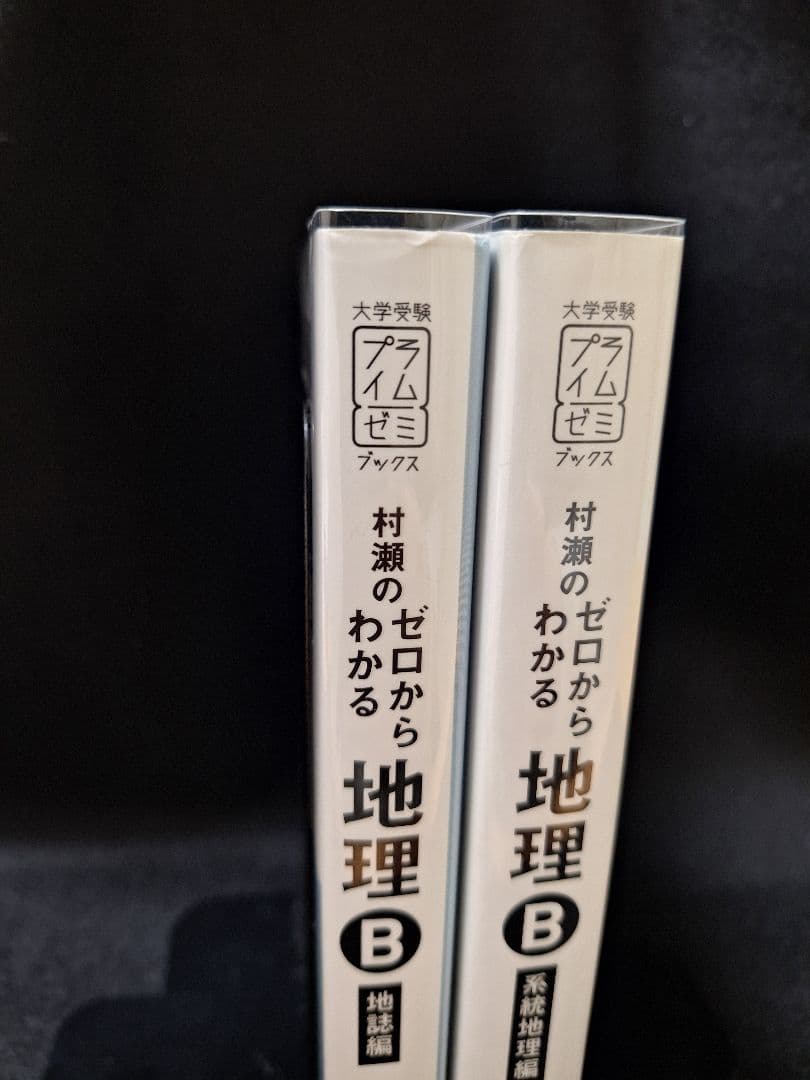 大学受験
プライム
ゼミ
ブックス
村瀬の
ゼロから
わかる
地理
B
地誌編
大学受験
プライム
ゼミ
ブックス
村瀬の
ゼロから
わかる
地理
B
系統地理編